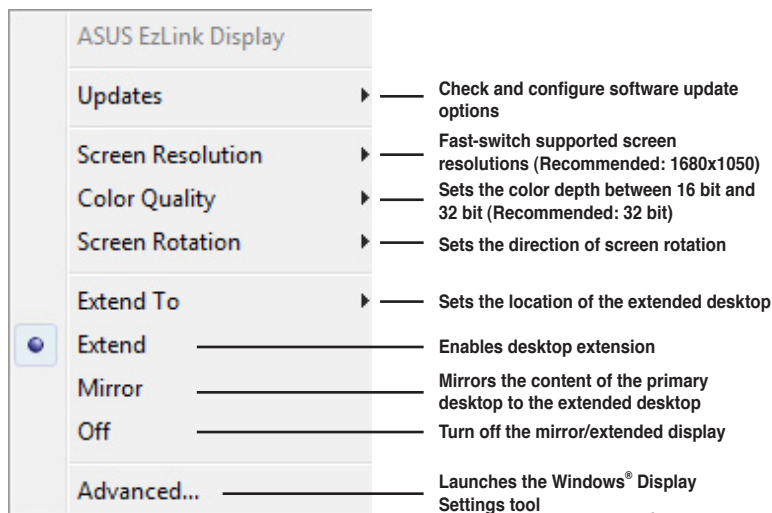 ASUS EzLink Display
Updates
Check and configure software update
options
Screen Resolution
Fast-switch supported screen
resolutions (Recommended: 1680x1050)
Color Quality
Sets the color depth between 16 bit and
32 bit (Recommended: 32 bit)
Screen Rotation
Sets the direction of screen rotation
Extend To
Sets the location of the extended desktop
Extend
Enables desktop extension
Mirror
Mirrors the content of the primary
desktop to the extended desktop
Off
Turn off the mirror/extended display
Advanced...
Launches the Windows® Display
Settings tool